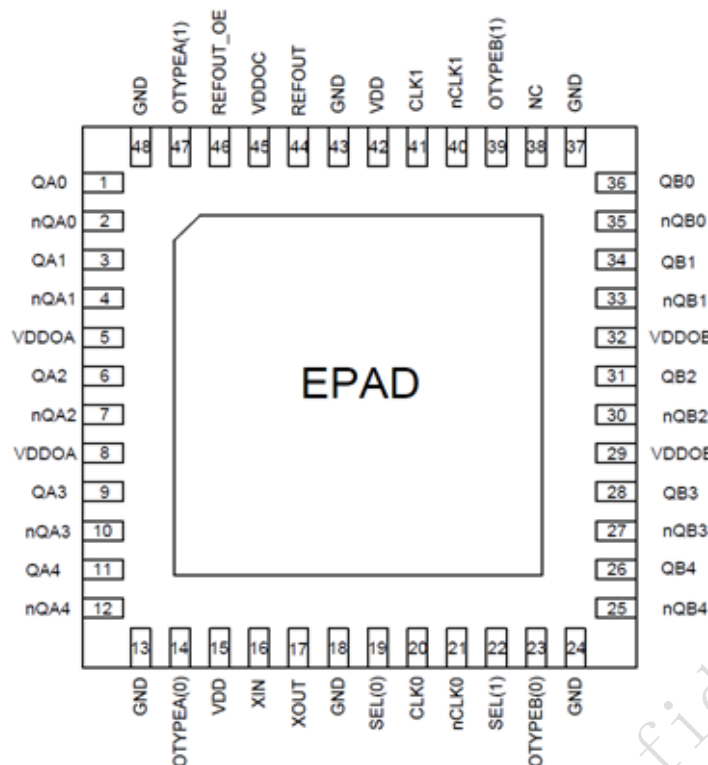 GND OTYPEA(1) REFOUT_OE VDDOC REFOUT GND VDD CLK1 nCLK1 OTYPEB(1) NC GND
48 47 46 45 44 43 42 41 40 39 38 37
QA0 1 36 QB0
nQA0 2 35 nQB0
QA1 3 34 QB1
nQA1 4 33 nQB1
VDDOA 5 32 VDDOB
QA2 6 31 QB2
EPAD
nQA2 7 30 nQB2
VDDOA 8 29 VDDOB
QA3 9 28 QB3
nQA3 10 27 nQB3
QA4 11 26 QB4
nQA4 12 25 nQB4
13 14 15 16 17 18 19 20 21 22 23 24
GND OTYPEA(0) VDD XIN XOUT GND SEL(0) CLK0 nCLK0 SEL(1) OTYPEB(0) GND